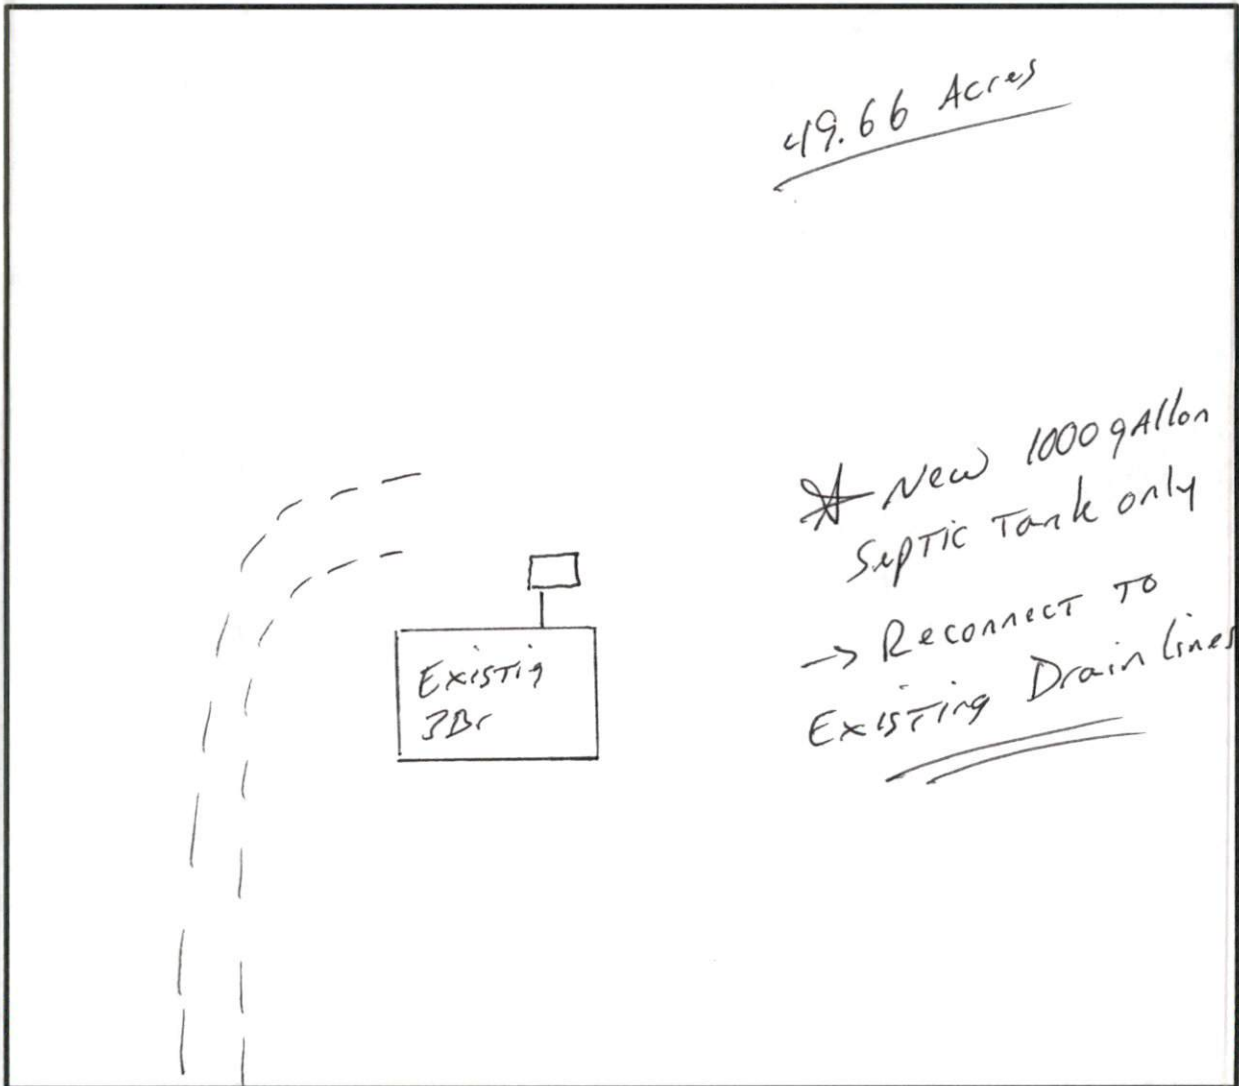 49.66 Acres
* New 1000 gAllon
Septic Tank only
→ Reconnect To
Existing Drain lines
Existig
3Br